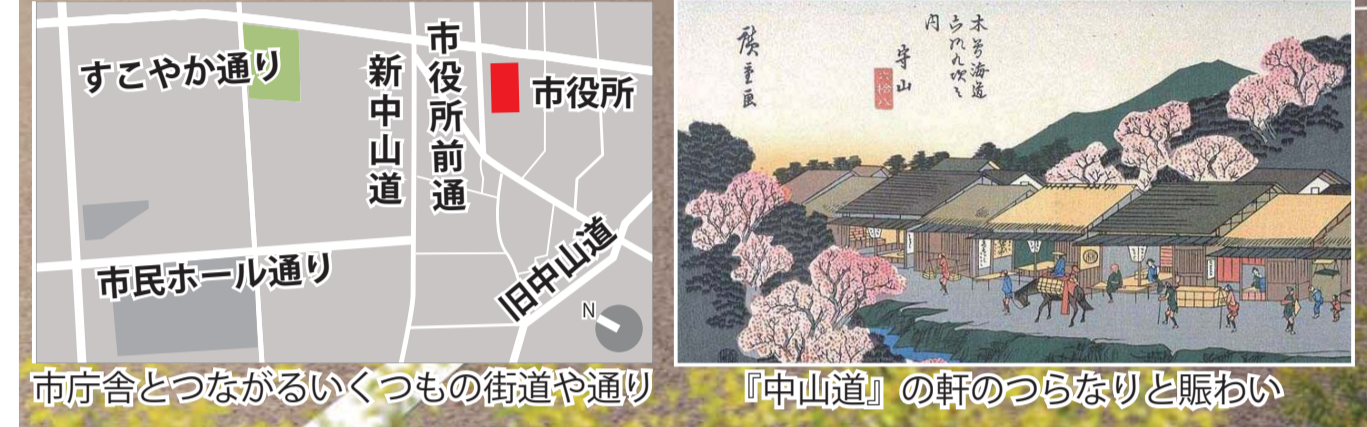 すこやか通り
新中山道
市役所前通
市役所
市民ホール通り
旧中山道
N
市庁舎とつながるいくつもの街道や通り
木曽海道
六拾九次之
内
守山
廣重画
『中山道』の軒のつらなりと賑わい